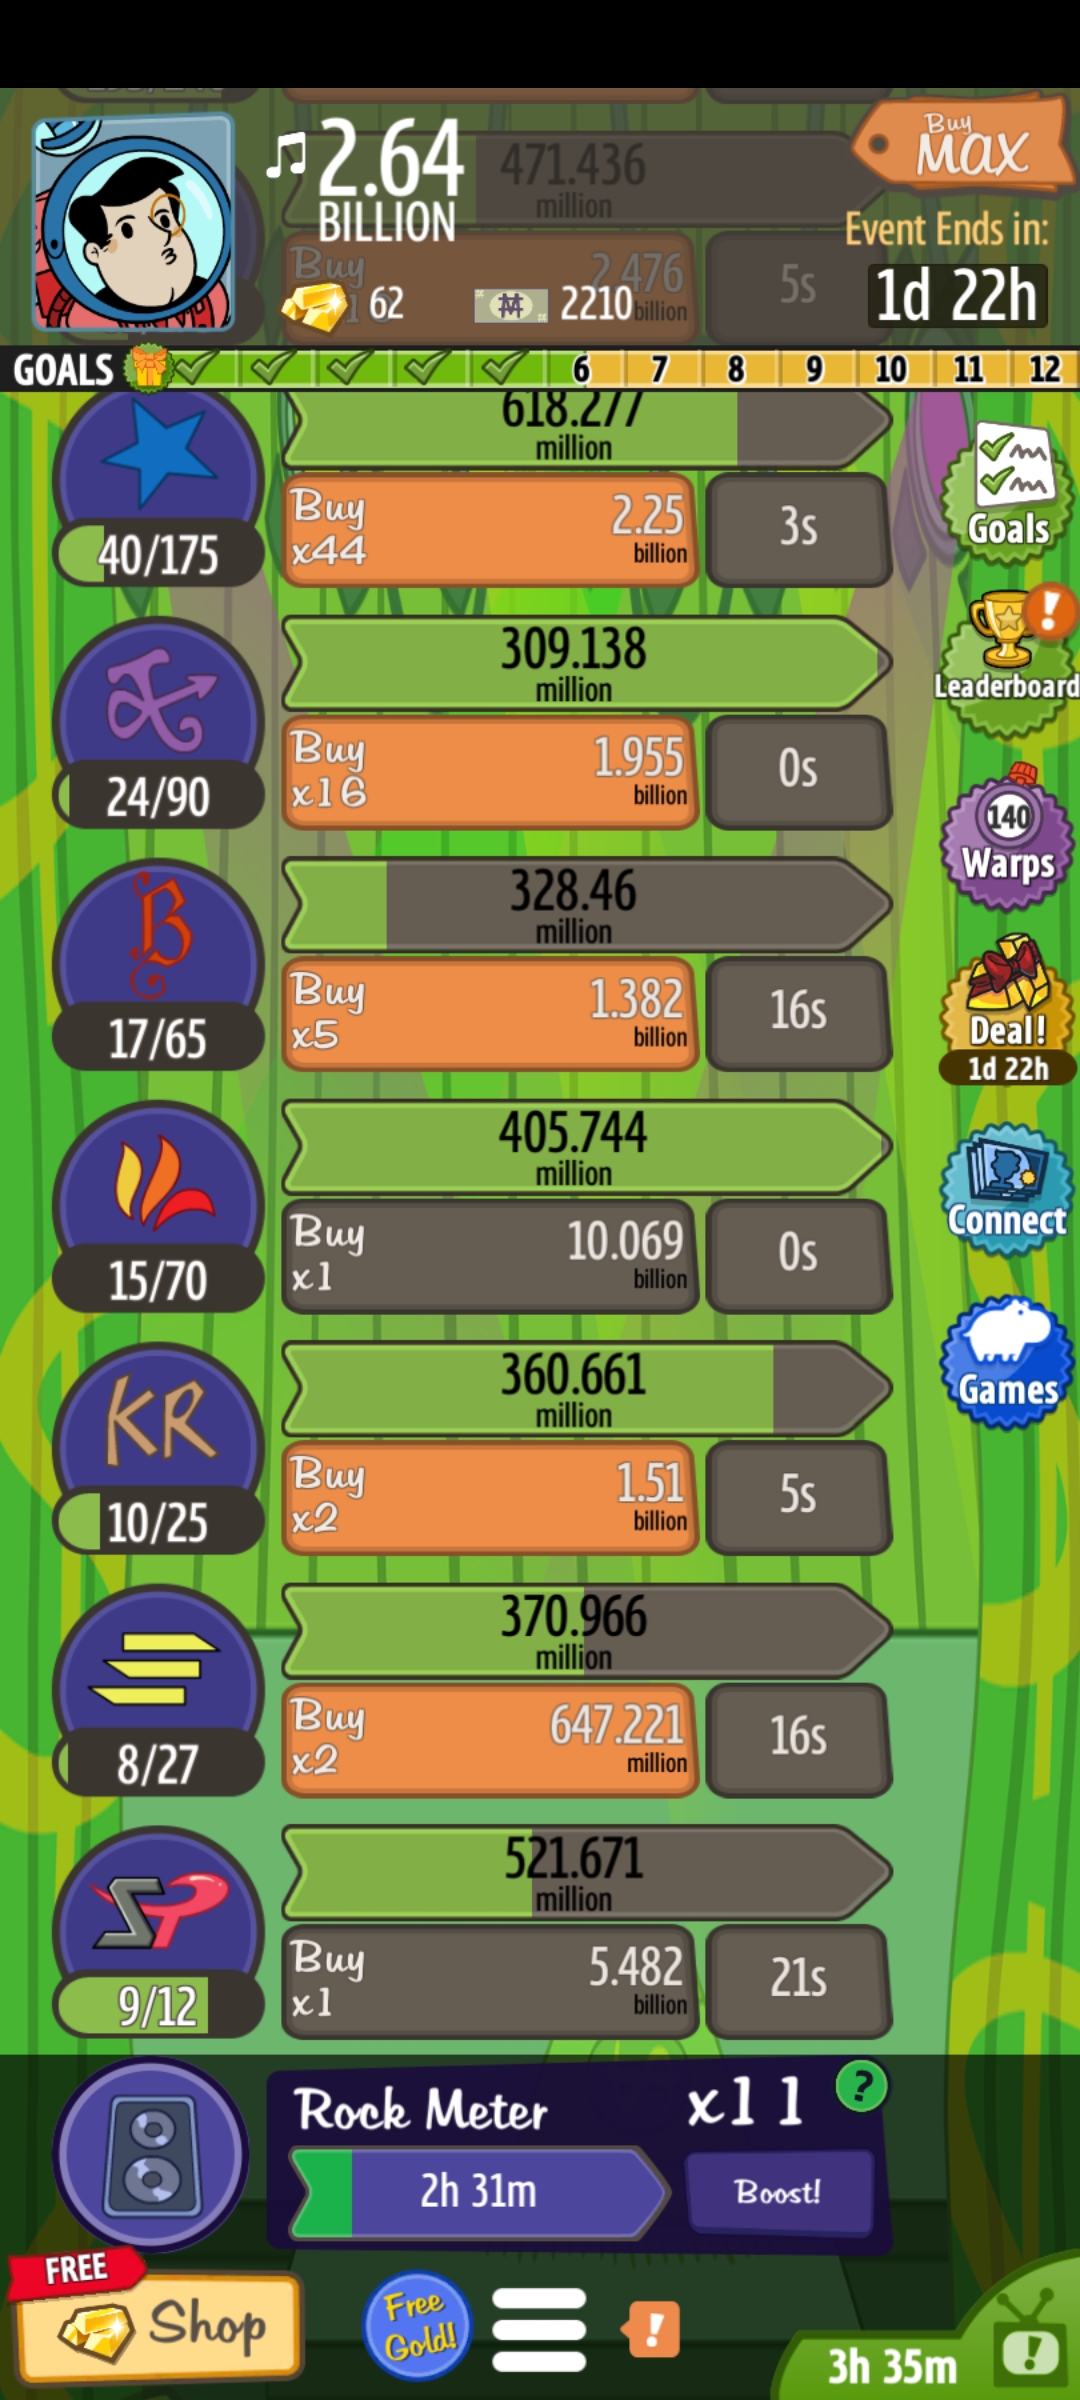 2.64
BILLION
471.436
million
Buy
MAX
Event Ends in:
1d 22h
Buy
2.476
billion
5s
62
2210
GOALS 6 7 8 9 10 11 12
618.277
million
Buy
x44
2.25
billion
3s
40/175
Goals
309.138
million
Buy
x16
1.955
billion
0s
24/90
Leaderboard
328.46
million
Buy
x5
1.382
billion
16s
B
17/65
140
Warps
Deal!
1d 22h
405.744
million
Buy
x1
10.069
billion
0s
15/70
Connect
360.661
million
Buy
x2
1.51
billion
5s
KR
10/25
Games
370.966
million
Buy
x2
647.221
million
16s
8/27
521.671
million
Buy
x1
5.482
billion
21s
SP
9/12
Rock Meter
x11
?
2h 31m
Boost!
FREE
Shop
Free
Gold!
!
3h 35m
!